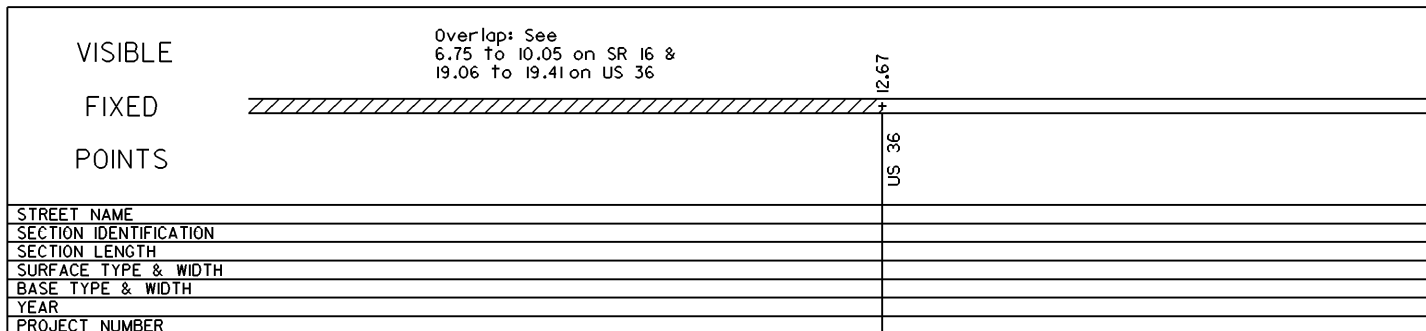 VISIBLE
FIXED
POINTS
Overlap: See
6.75 to 10.05 on SR 16 &
19.06 to 19.41 on US 36
12.67
US 36
STREET NAME
SECTION IDENTIFICATION
SECTION LENGTH
SURFACE TYPE & WIDTH
BASE TYPE & WIDTH
YEAR
PROJECT NUMBER